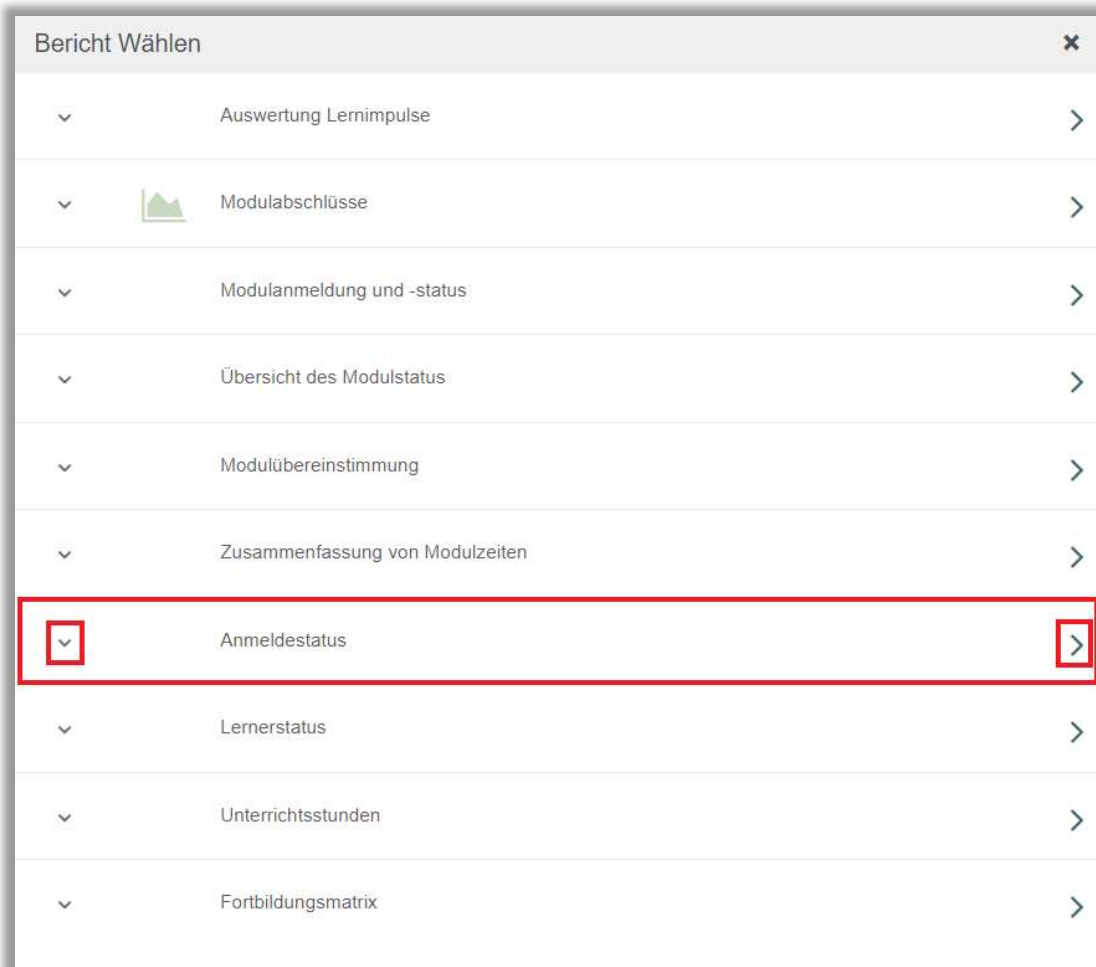 Bericht Wählen
Auswertung Lernimpulse
Modulabschlüsse
Modulanmeldung und -status
Übersicht des Modulstatus
Modulübereinstimmung
Zusammenfassung von Modulzeiten
Anmeldestatus
Lernerstatus
Unterrichtsstunden
Fortbildungsmatrix